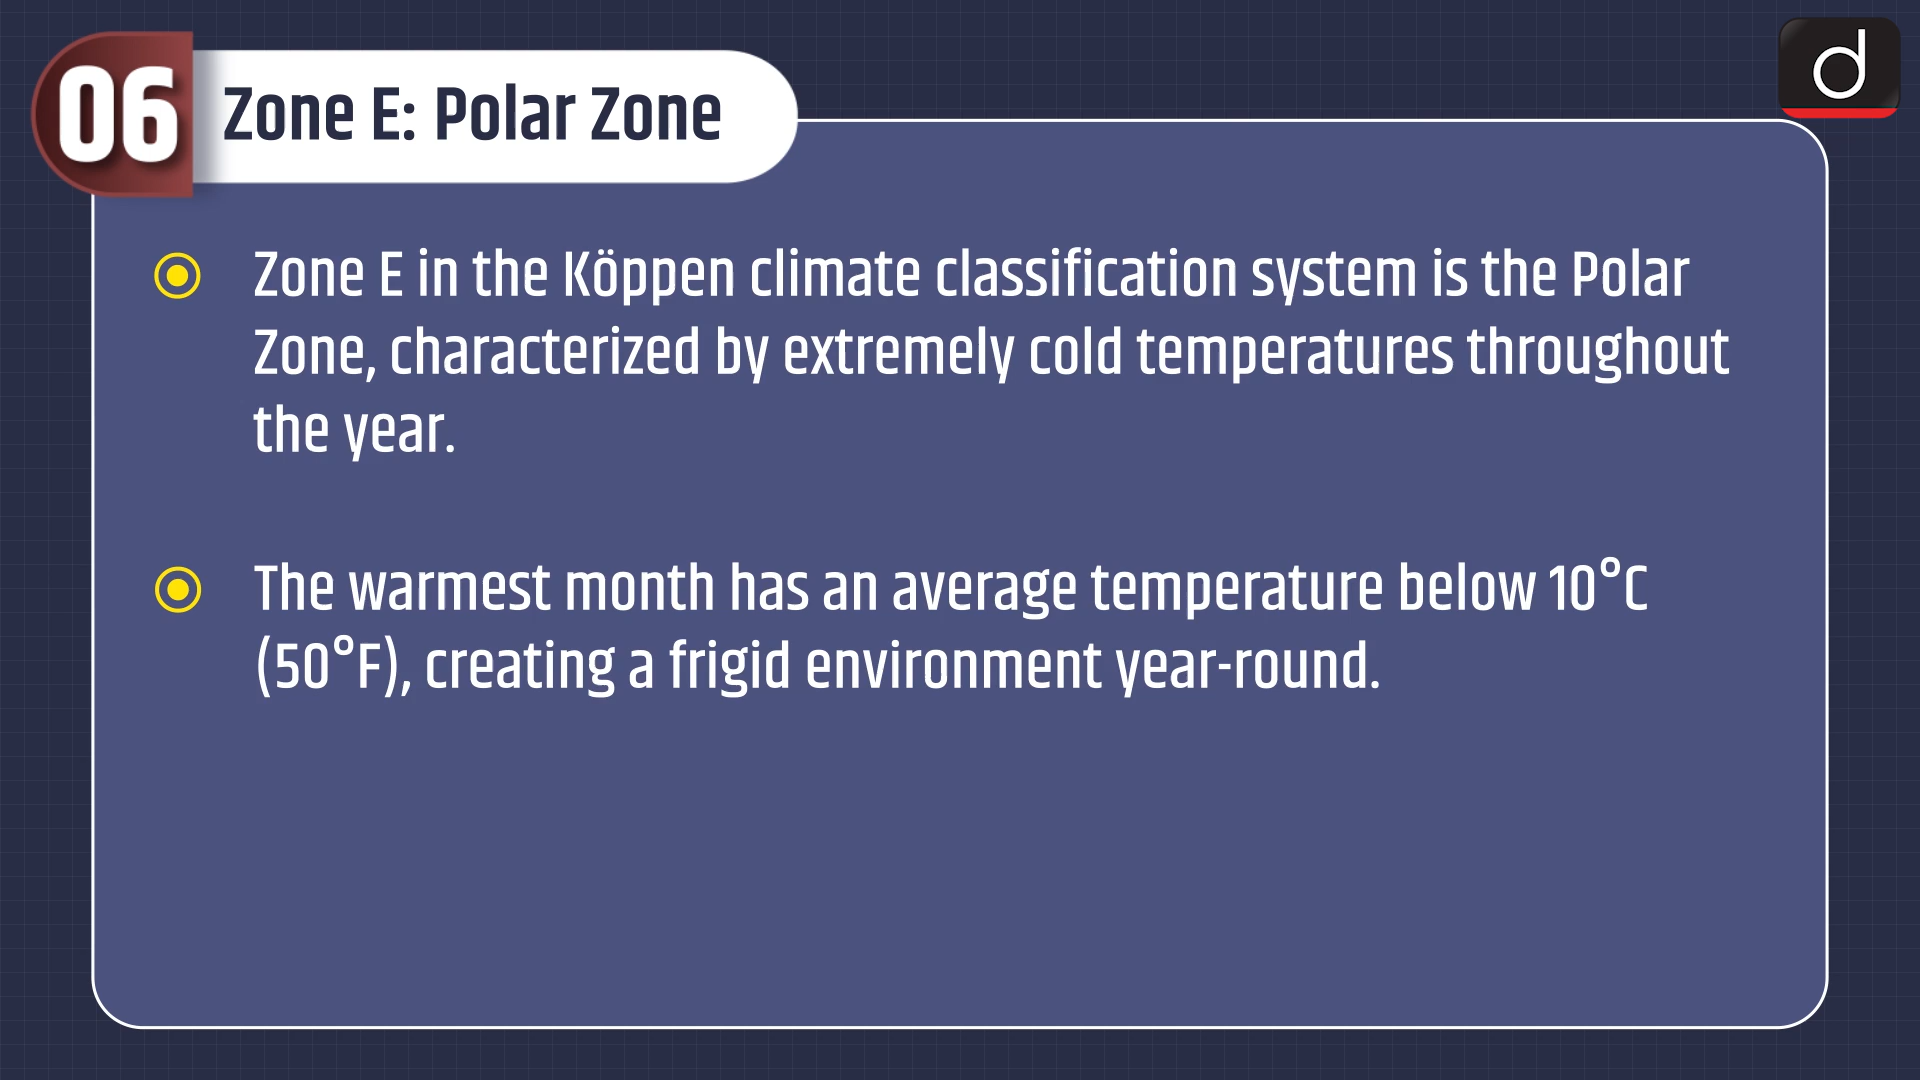 06
Zone E: Polar Zone
d
Zone E in the Köppen climate classification system is the Polar
Zone, characterized by extremely cold temperatures throughout
the year.
The warmest month has an average temperature below 10°C
(50°F), creating a frigid environment year-round.